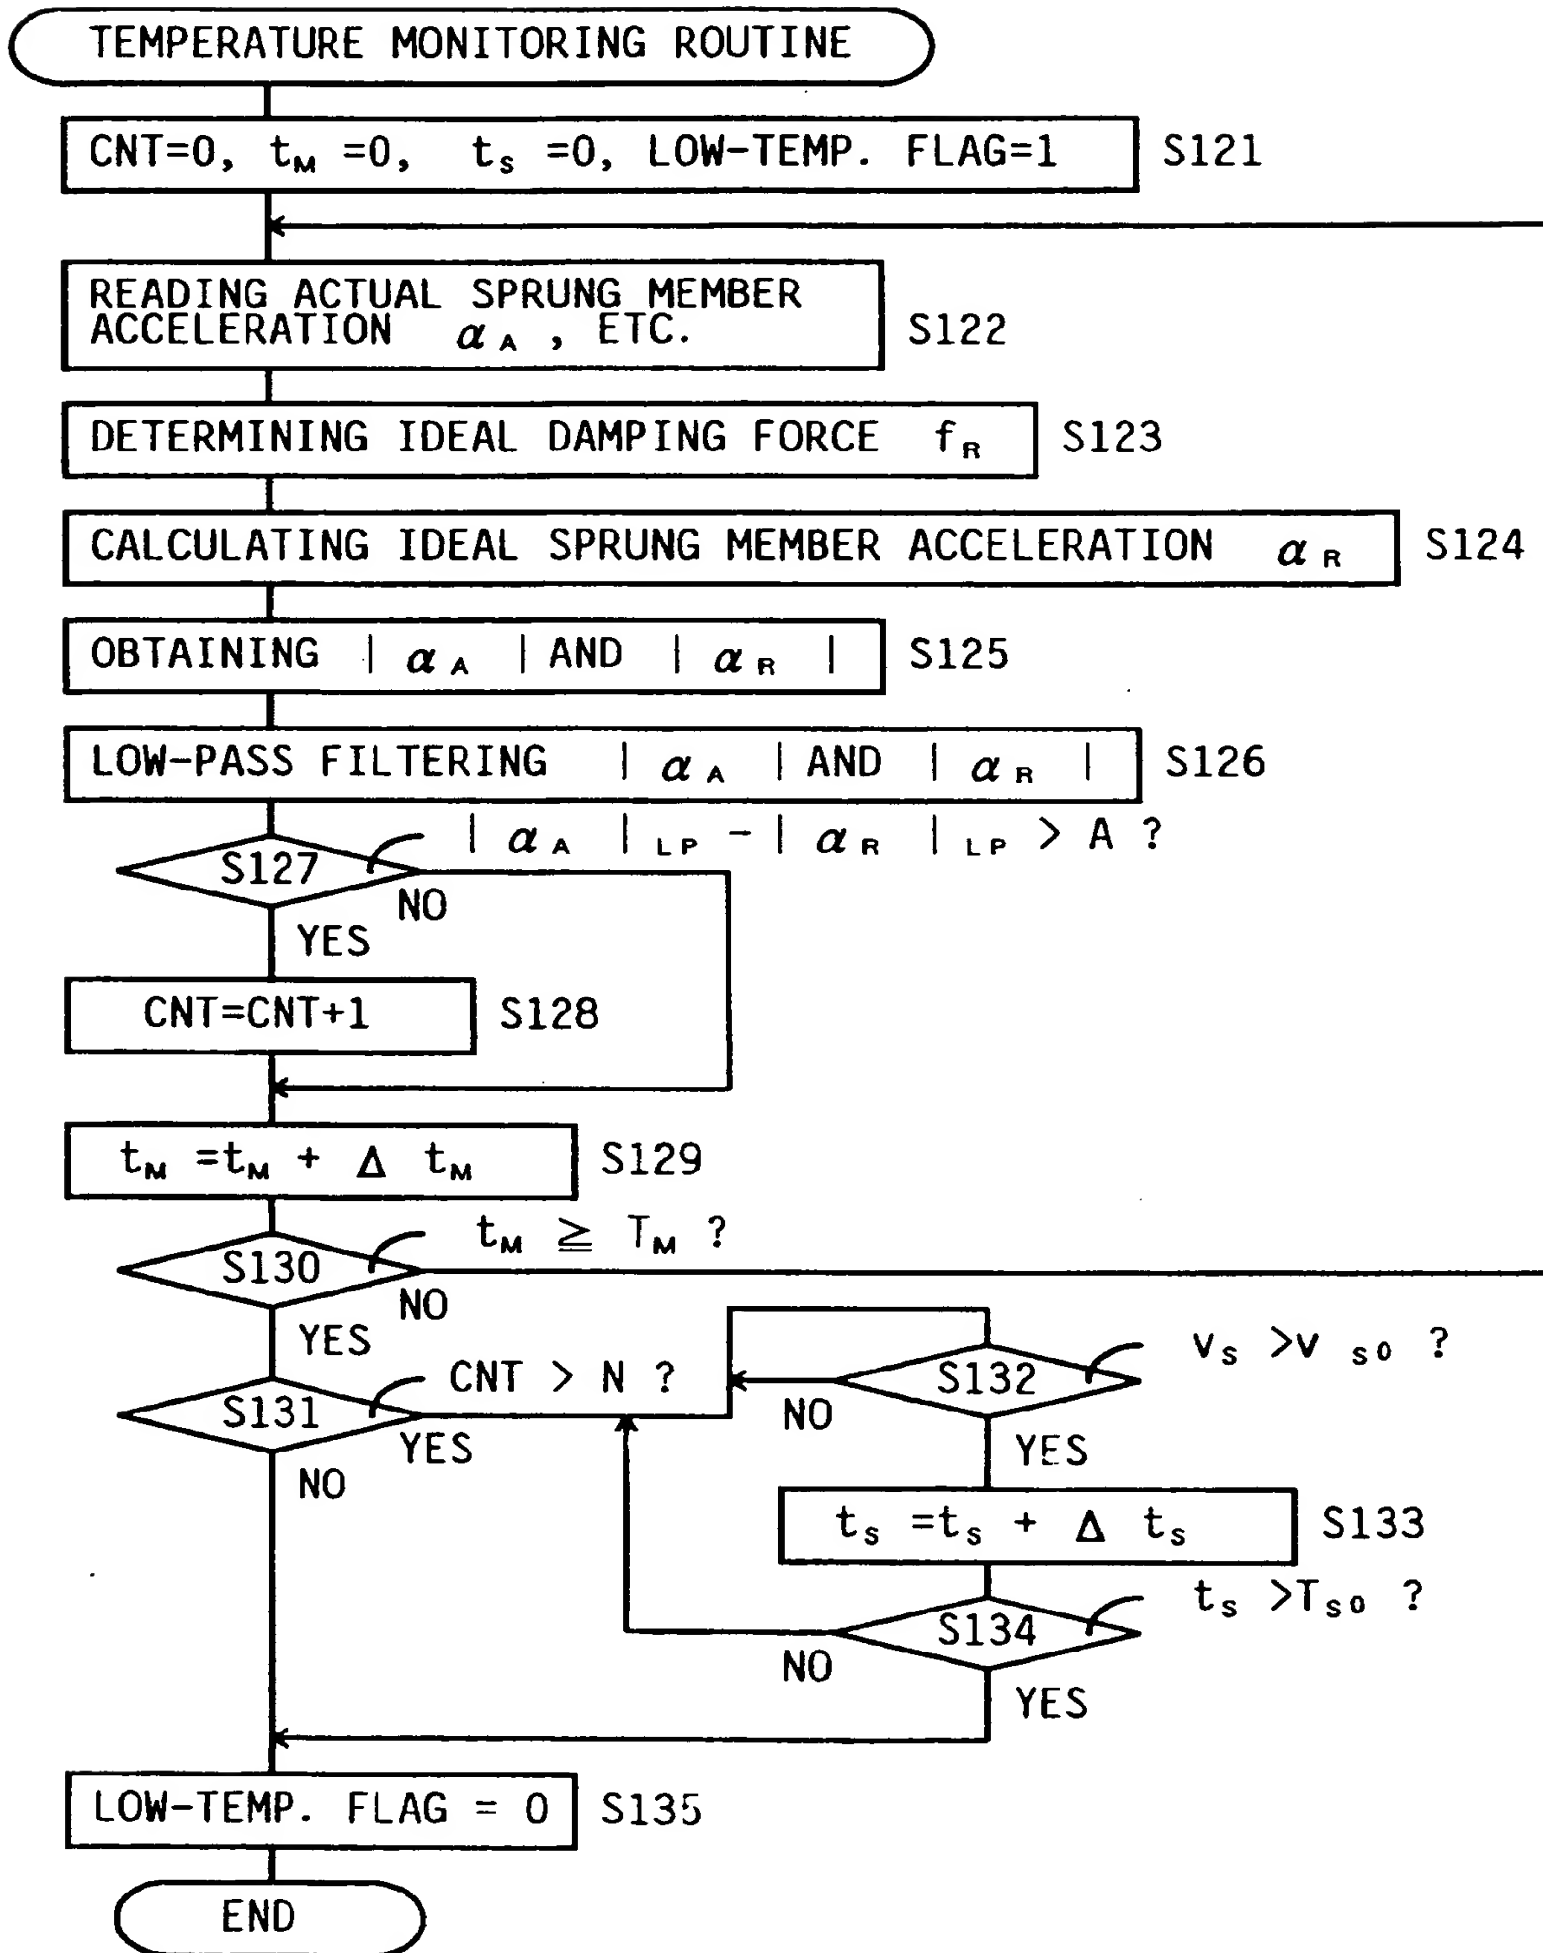 TEMPERATURE MONITORING ROUTINE
CNT=0, tM =0, tS =0, LOW-TEMP. FLAG=1 S121
READING ACTUAL SPRUNG MEMBER
ACCELERATION αA , ETC. S122
DETERMINING IDEAL DAMPING FORCE fR S123
CALCULATING IDEAL SPRUNG MEMBER ACCELERATION αR S124
OBTAINING | αA | AND | αR | S125
LOW-PASS FILTERING | αA | AND | αR | S126
| αA |LP - | αR |LP > A ?
S127
NO
YES
CNT=CNT+1 S128
tM =tM + Δ tM S129
tM ≧ TM ?
S130
NO
YES
CNT > N ?
S131
YES
NO
vS >v S0 ?
S132
NO
YES
tS =tS + Δ tS S133
tS >TS0 ?
S134
NO
YES
LOW-TEMP. FLAG = 0 S135
END